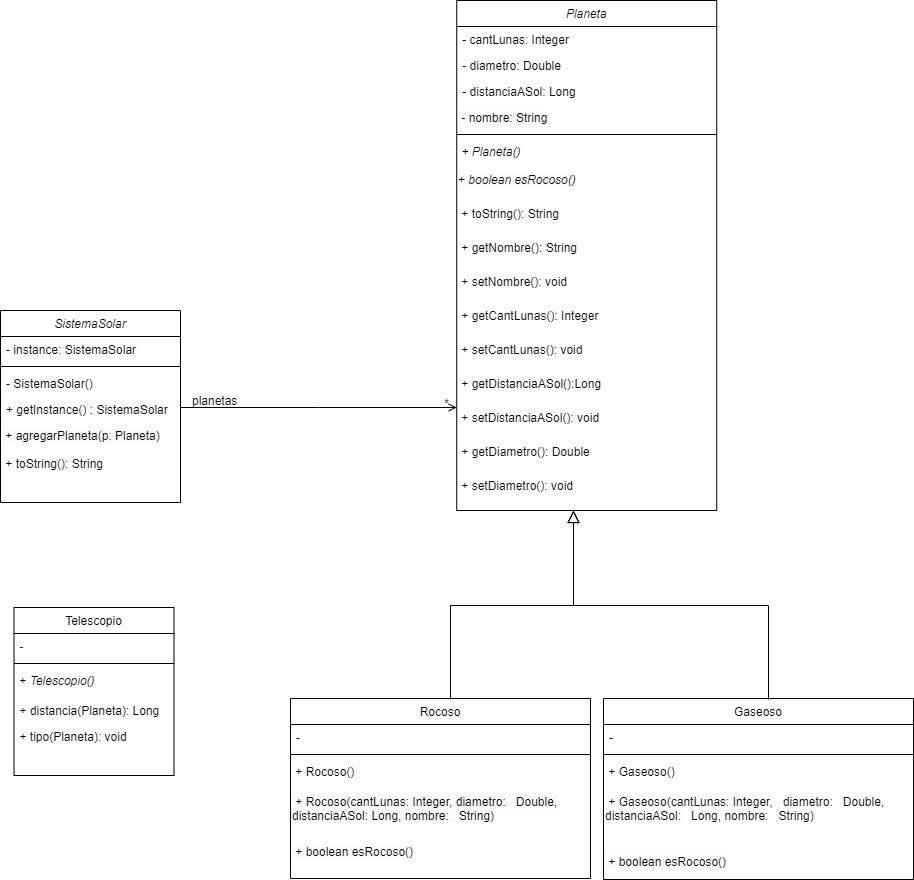 Planeta
- cantLunas: Integer
- diametro: Double
- distanciaASol: Long
- nombre: String
+ Planeta()
+ boolean esRocoso()
+ toString(): String
+ getNombre(): String
+ setNombre(): void
+ getCantLunas(): Integer
+ setCantLunas(): void
+ getDistanciaASol():Long
+ setDistanciaASol(): void
+ getDiametro(): Double
+ setDiametro(): void
SistemaSolar
- instance: SistemaSolar
- SistemaSolar()
+ getInstance() : SistemaSolar
+ agregarPlaneta(p: Planeta)
+ toString(): String
planetas
*
Telescopio
-
+ Telescopio()
+ distancia(Planeta): Long
+ tipo(Planeta): void
Rocoso
-
+ Rocoso()
+ Rocoso(cantLunas: Integer, diametro: Double,
distanciaASol: Long, nombre: String)
+ boolean esRocoso()
Gaseoso
-
+ Gaseoso()
+ Gaseoso(cantLunas: Integer, diametro: Double,
distanciaASol: Long, nombre: String)
+ boolean esRocoso()